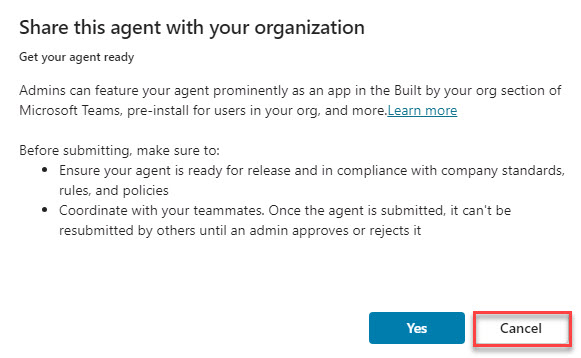 Share this agent with your organization
Get your agent ready
Admins can feature your agent prominently as an app in the Built by your org section of
Microsoft Teams, pre-install for users in your org, and more.Learn more
Before submitting, make sure to:
• Ensure your agent is ready for release and in compliance with company standards,
rules, and policies
• Coordinate with your teammates. Once the agent is submitted, it can't be
resubmitted by others until an admin approves or rejects it
Yes Cancel